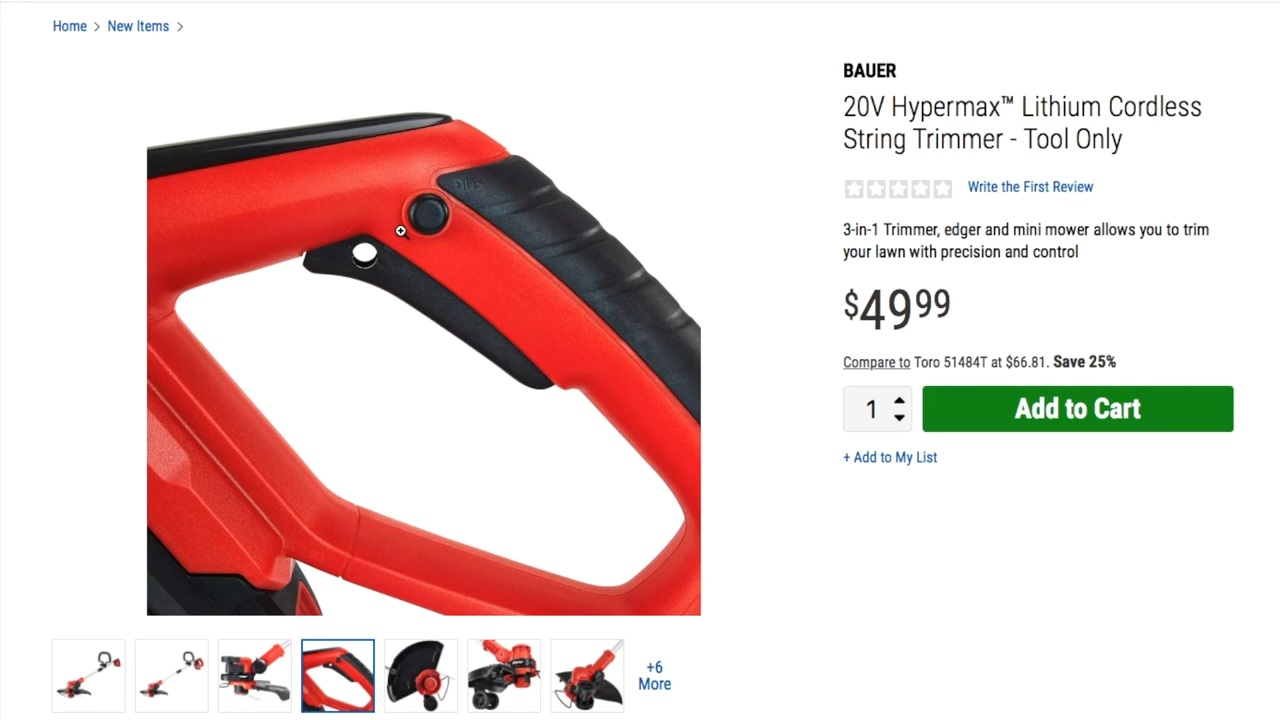 Home > New Items >
BAUER
20V Hypermax™ Lithium Cordless
String Trimmer - Tool Only
Write the First Review
3-in-1 Trimmer, edger and mini mower allows you to trim
your lawn with precision and control
$49.99
Compare to Toro 51484T at $66.81. Save 25%
1
Add to Cart
+ Add to My List
+6
More